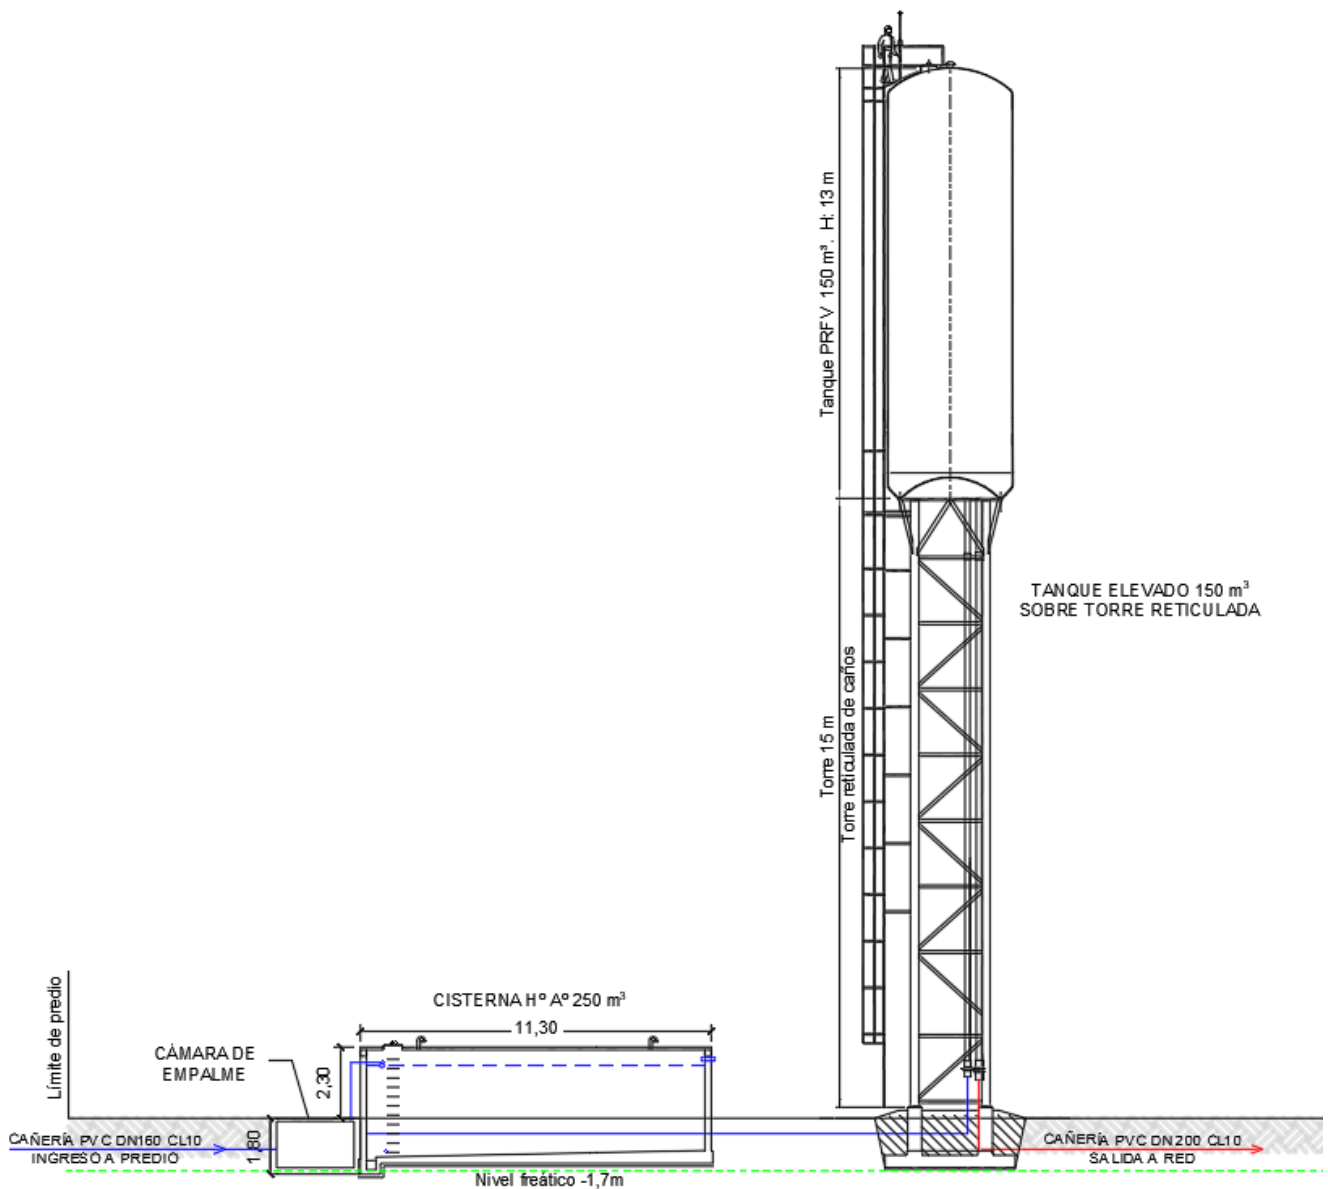 Tanque PRFV 150 m³. H: 13 m
TANQUE ELEVADO 150 m³
SOBRE TORRE RETICULADA
Torre 15 m
Torre reticulada de caños
Límite de predio
CISTERNA Hº Aº 250 m³
11,30
CÁMARA DE
EMPALME
2,30
1,80
CAÑERÍA PVC DN160 CL10
INGRESO A PREDIO
CAÑERÍA PVC DN200 CL10
SALIDA A RED
Nivel freático -1,7m